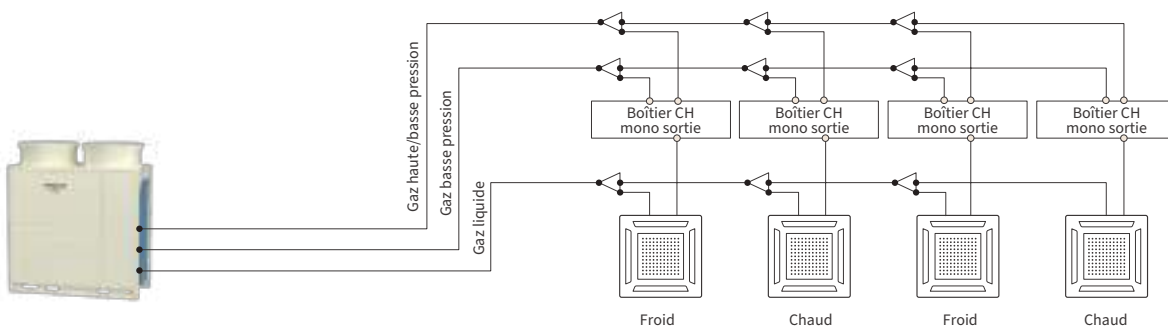 Gaz haute/basse pression
Gaz basse pression
Gaz liquide
Boîtier CH
mono sortie
Boîtier CH
mono sortie
Boîtier CH
mono sortie
Boîtier CH
mono sortie
Froid
Chaud
Froid
Chaud